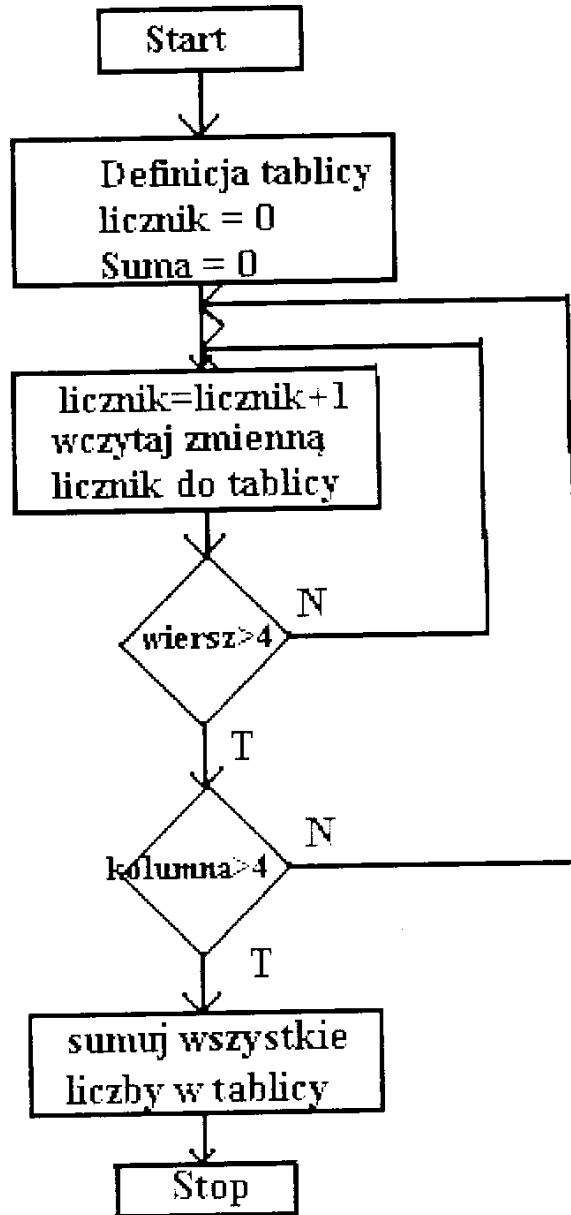 Start
Definicja tablicy
licznik = 0
Suma = 0
licznik=licznik+1
wczytaj zmienną
licznik do tablicy
N
wiersz>4
T
N
kolumna>4
T
sumuj wszystkie
liczby w tablicy
Stop